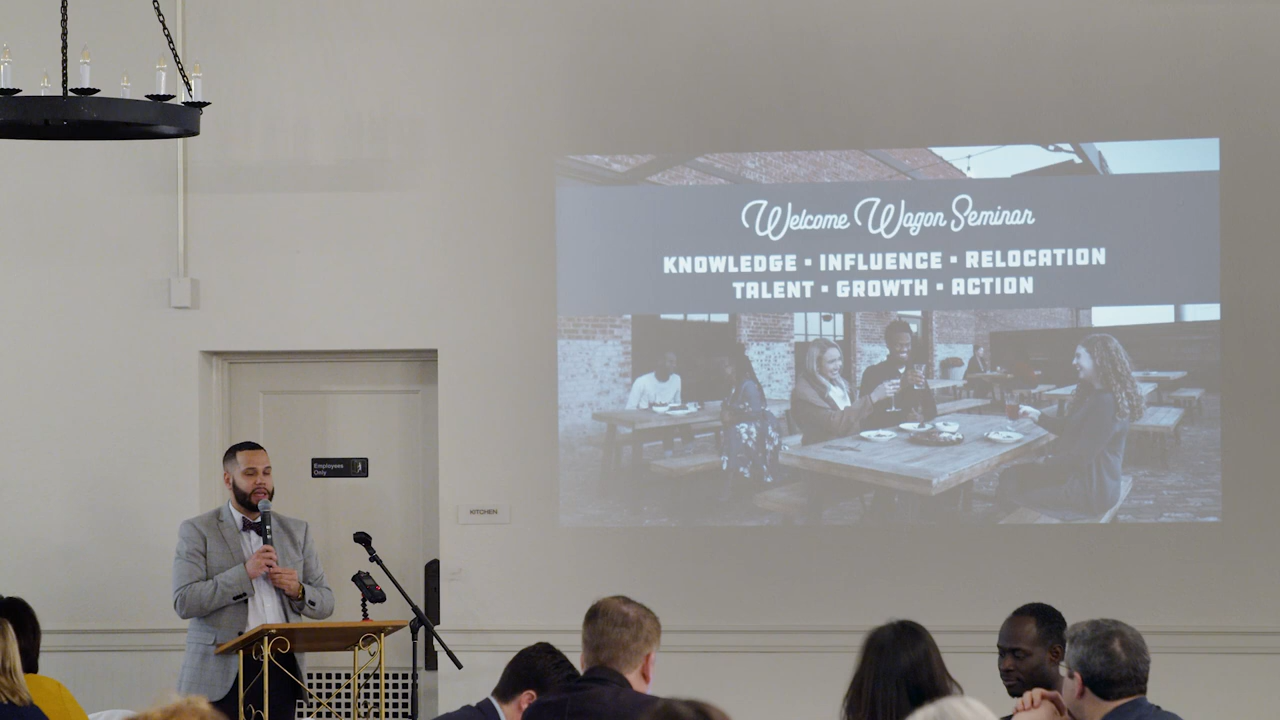 Welcome Wagon Seminar
KNOWLEDGE • INFLUENCE • RELOCATION
TALENT • GROWTH • ACTION
Employees
Only
KITCHEN